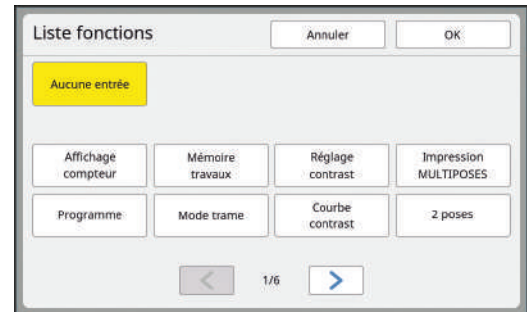 Liste fonctions
Annuler
OK
Aucune entrée
Affichage
compteur
Mémoire
travaux
Réglage
contrast
Impression
MULTIPOSES
Programme
Mode trame
Courbe
contrast
2 poses
1/6